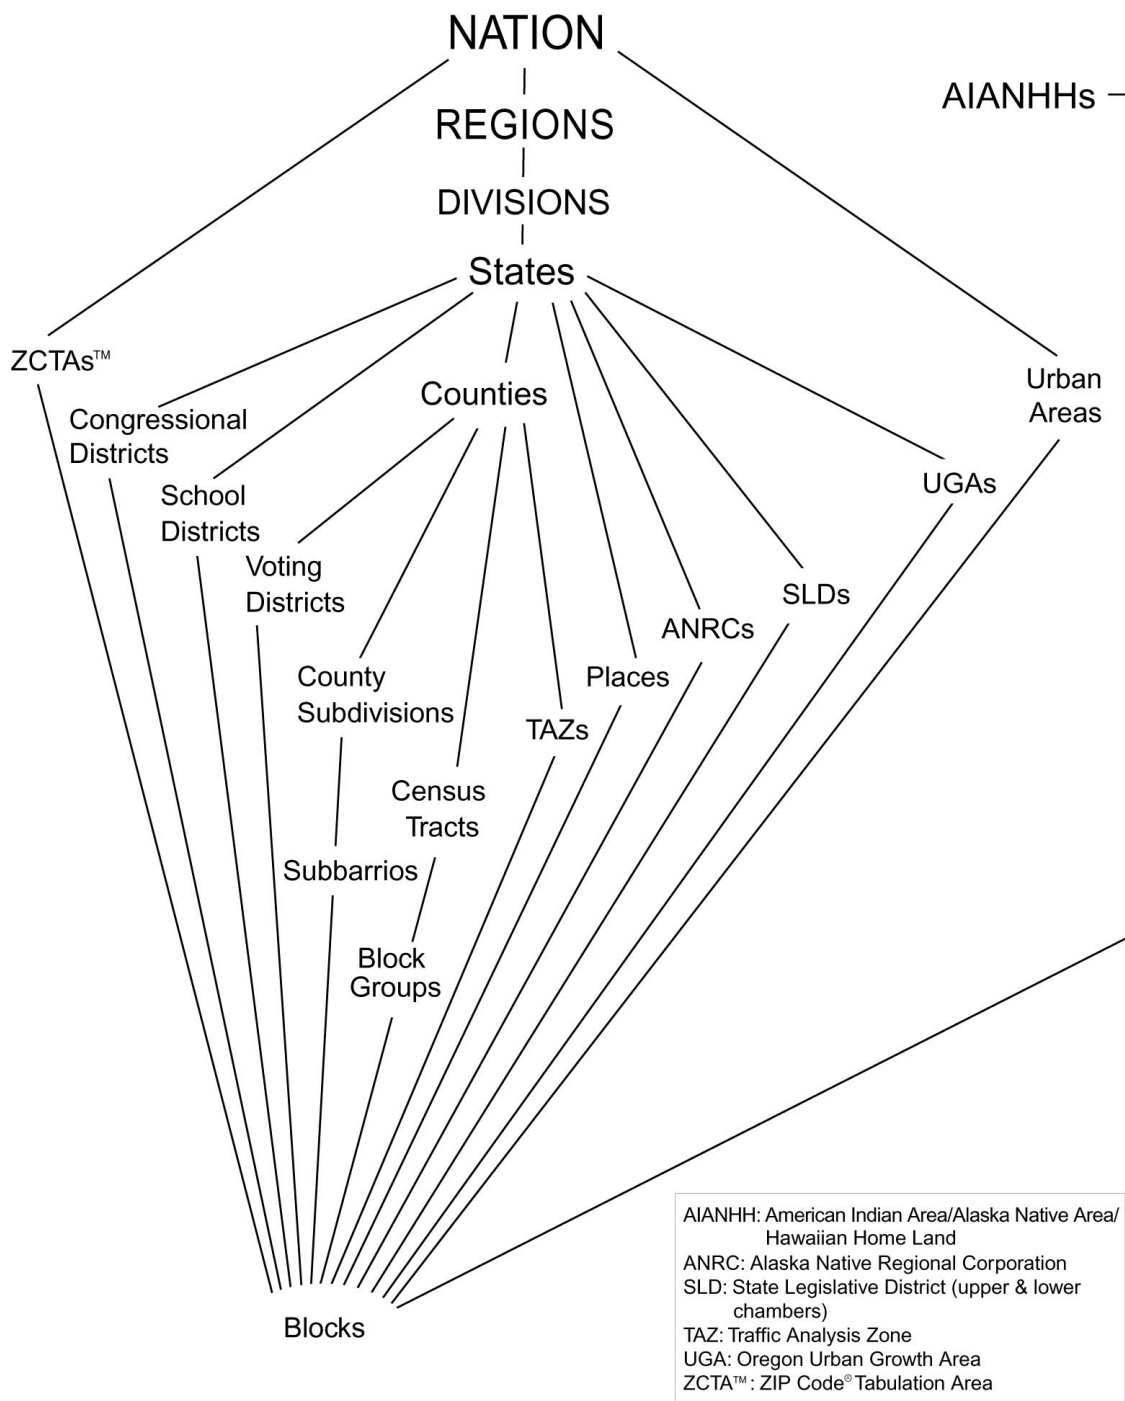 NATION
AIANHHs
REGIONS
DIVISIONS
States
ZCTAs™
Counties
Urban
Areas
Congressional
Districts
School
Districts
UGAs
Voting
Districts
SLDs
ANRCs
County
Subdivisions
Places
TAZs
Census
Tracts
Subbarrios
Block
Groups
Blocks
AIANHH: American Indian Area/Alaska Native Area/
Hawaiian Home Land
ANRC: Alaska Native Regional Corporation
SLD: State Legislative District (upper & lower
chambers)
TAZ: Traffic Analysis Zone
UGA: Oregon Urban Growth Area
ZCTA™: ZIP Code® Tabulation Area